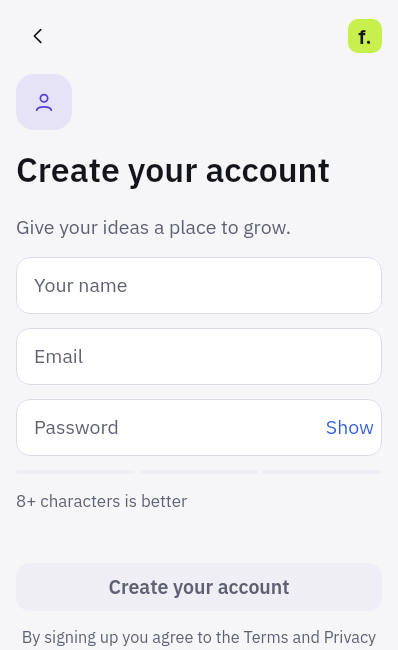 f.
Create your account
Give your ideas a place to grow.
Your name
Email
Password Show
8+ characters is better
Create your account
By signing up you agree to the Terms and Privacy